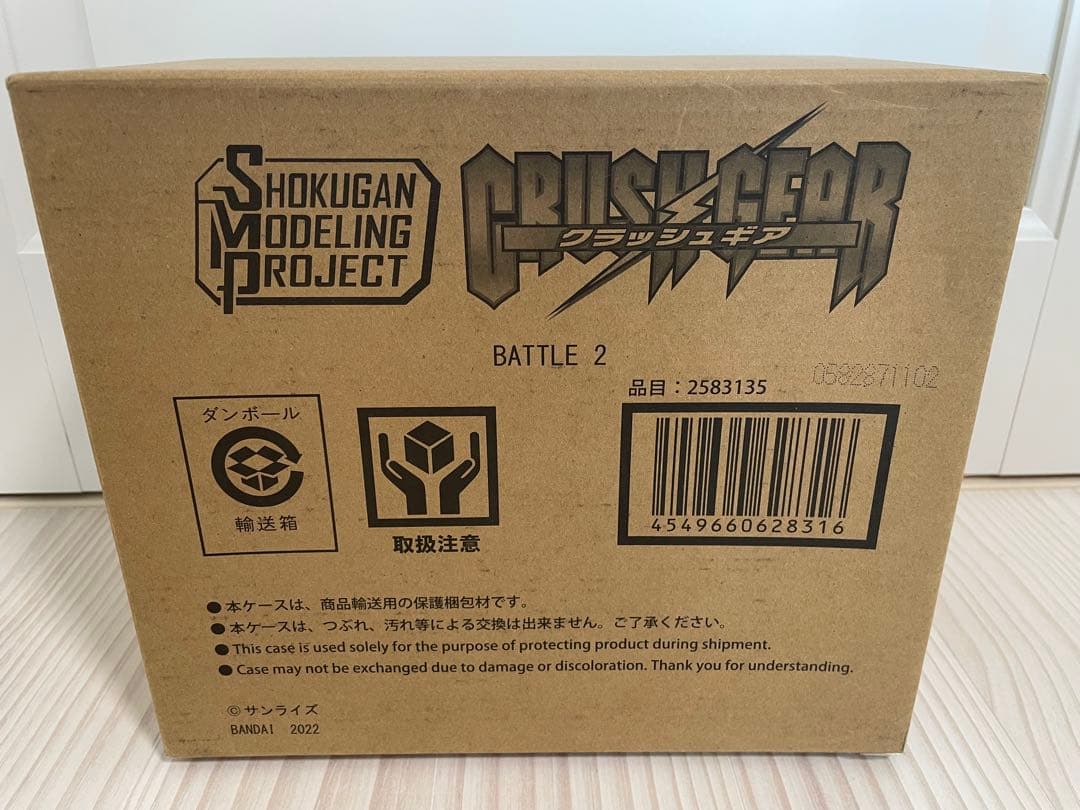 SHOKUGAN
MODELING
PROJECT
CRUSH GEAR
クラッシュギア
BATTLE 2
品目：2583135
0582871102
ダンボール
輸送箱
取扱注意
4549660628316
●本ケースは、商品輸送用の保護梱包材です。
●本ケースは、つぶれ、汚れ等による交換は出来ません。ご了承ください。
●This case is used solely for the purpose of protecting product during shipment.
●Case may not be exchanged due to damage or discoloration. Thank you for understanding.
©サンライズ
BANDAI 2022